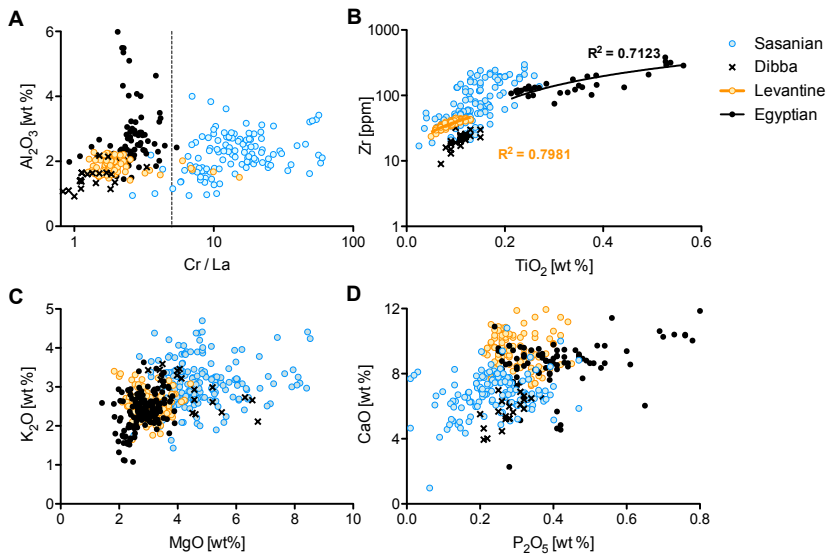 A
Al₂O₃ [wt %]
6
4
2
0
1
10
100
Cr / La
B
Zr [ppm]
1000
100
10
1
R² = 0.7123
R² = 0.7981
0.0
0.2
0.4
0.6
TiO₂ [wt %]
Sasanian
Dibba
Levantine
Egyptian
C
K₂O [wt %]
5
4
3
2
1
0
0
2
4
6
8
10
MgO [wt%]
D
CaO [wt %]
12
8
4
0
0.0
0.2
0.4
0.6
0.8
P₂O₅ [wt %]